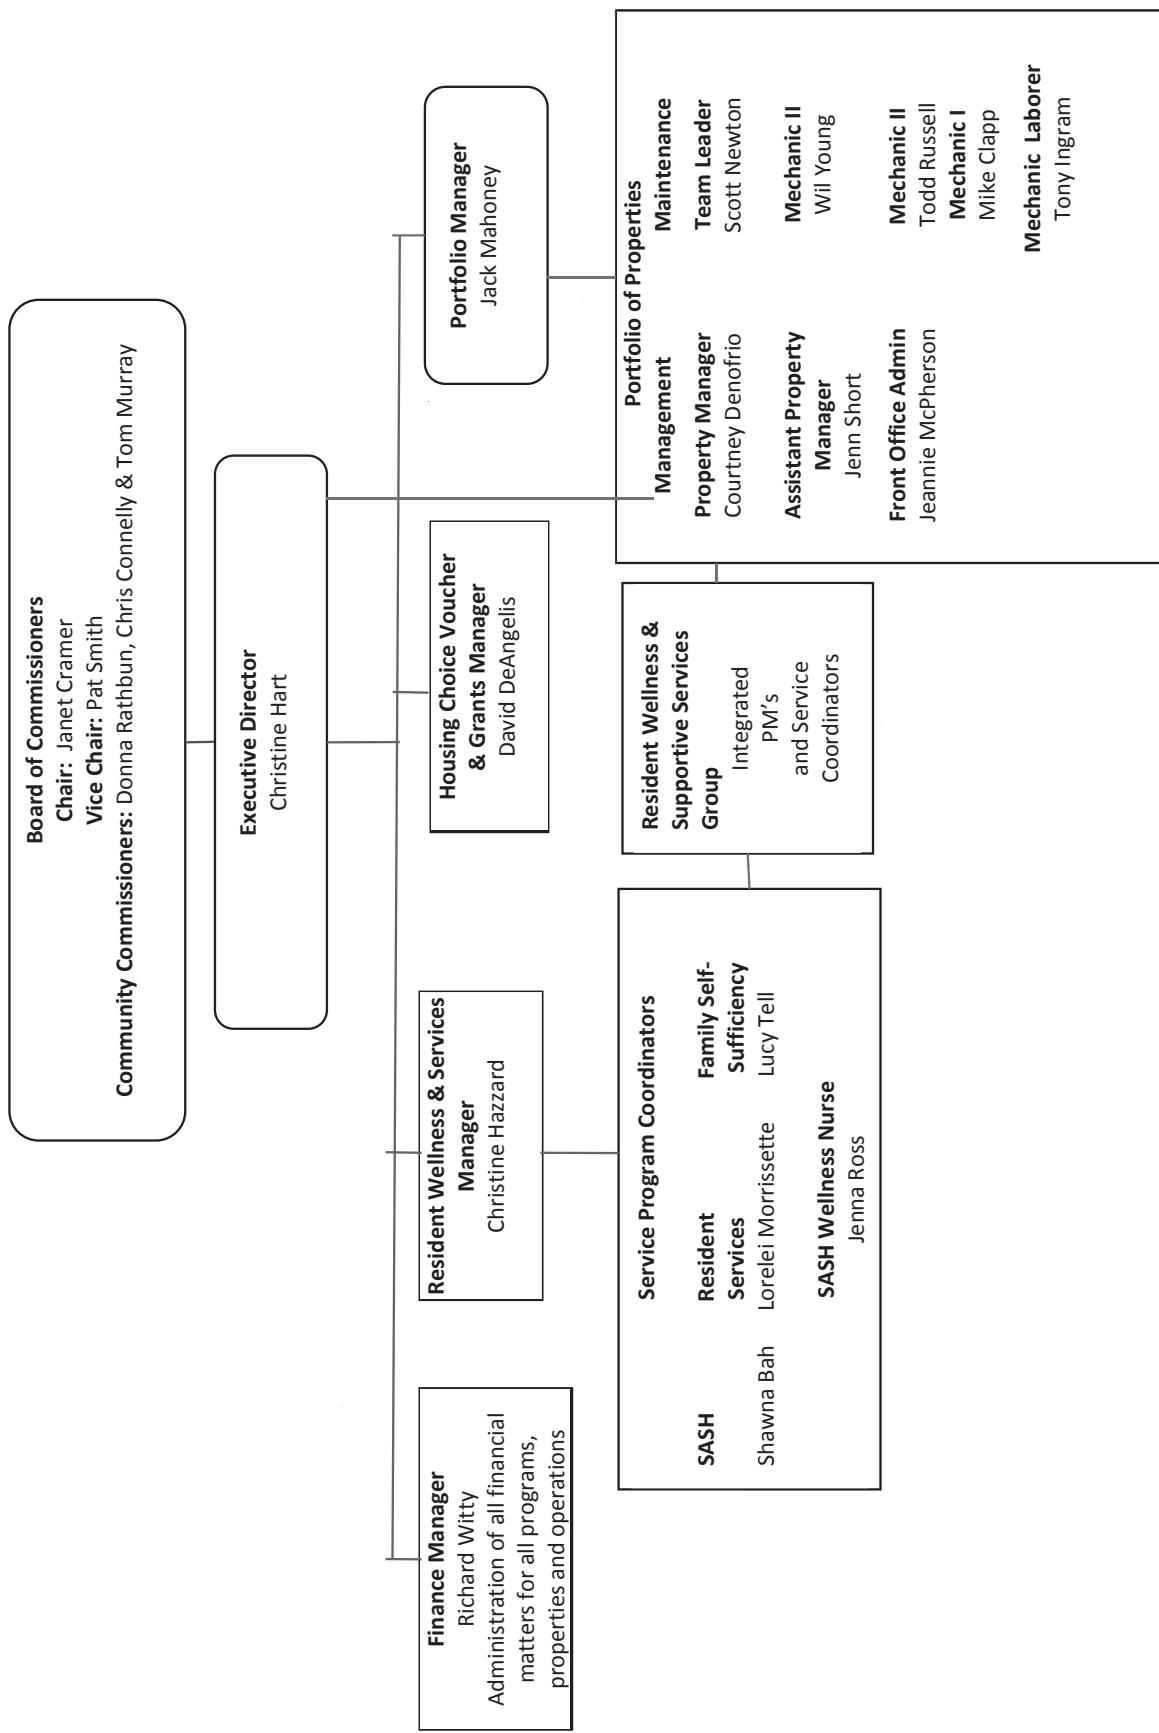 Board of Commissioners
Chair: Janet Cramer
Vice Chair: Pat Smith
Community Commissioners: Donna Rathbun, Chris Connelly & Tom Murray
Executive Director
Christine Hart
Finance Manager
Richard Witty
Administration of all financial
matters for all programs,
properties and operations
Resident Wellness & Services
Manager
Christine Hazzard
Housing Choice Voucher
& Grants Manager
David DeAngelis
Portfolio Manager
Jack Mahoney
Service Program Coordinators
SASH
Shawna Bah
Resident
Services
Lorelei Morrissette
Family Self-
Sufficiency
Lucy Tell
SASH Wellness Nurse
Jenna Ross
Resident Wellness &
Supportive Services
Group
Integrated
PM's
and Service
Coordinators
Portfolio of Properties
Management
Property Manager
Courtney Denofrio
Assistant Property
Manager
Jenn Short
Front Office Admin
Jeannie McPherson
Maintenance
Team Leader
Scott Newton
Mechanic II
Wil Young
Mechanic II
Todd Russell
Mechanic I
Mike Clapp
Mechanic Laborer
Tony Ingram